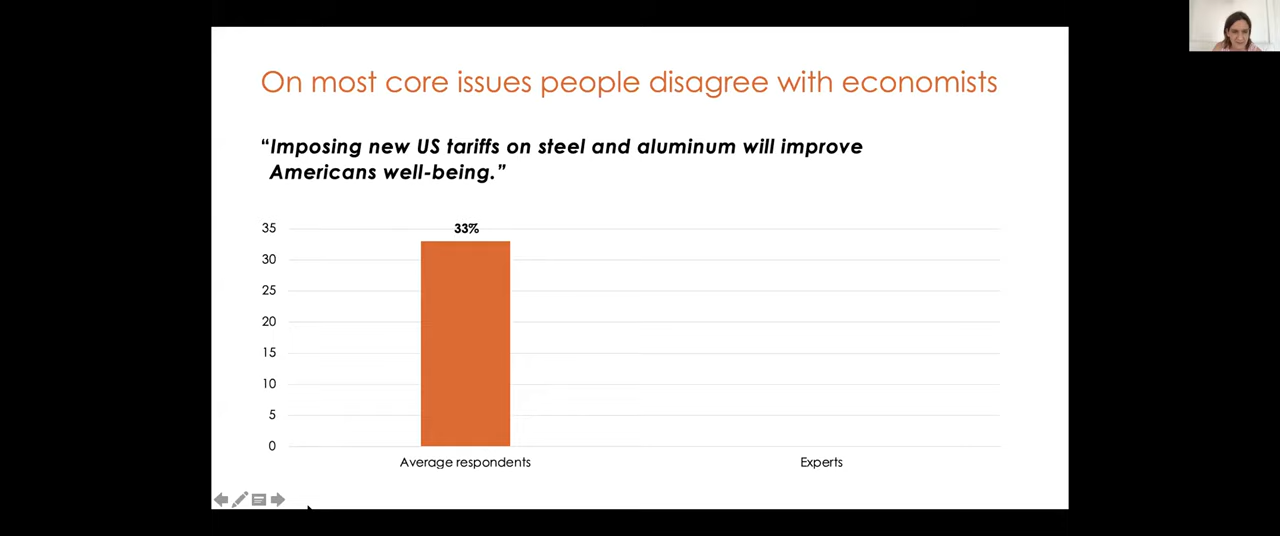 On most core issues people disagree with economists
“Imposing new US tariffs on steel and aluminum will improve
Americans well-being.”
35
33%
30
25
20
15
10
5
0
Average respondents
Experts